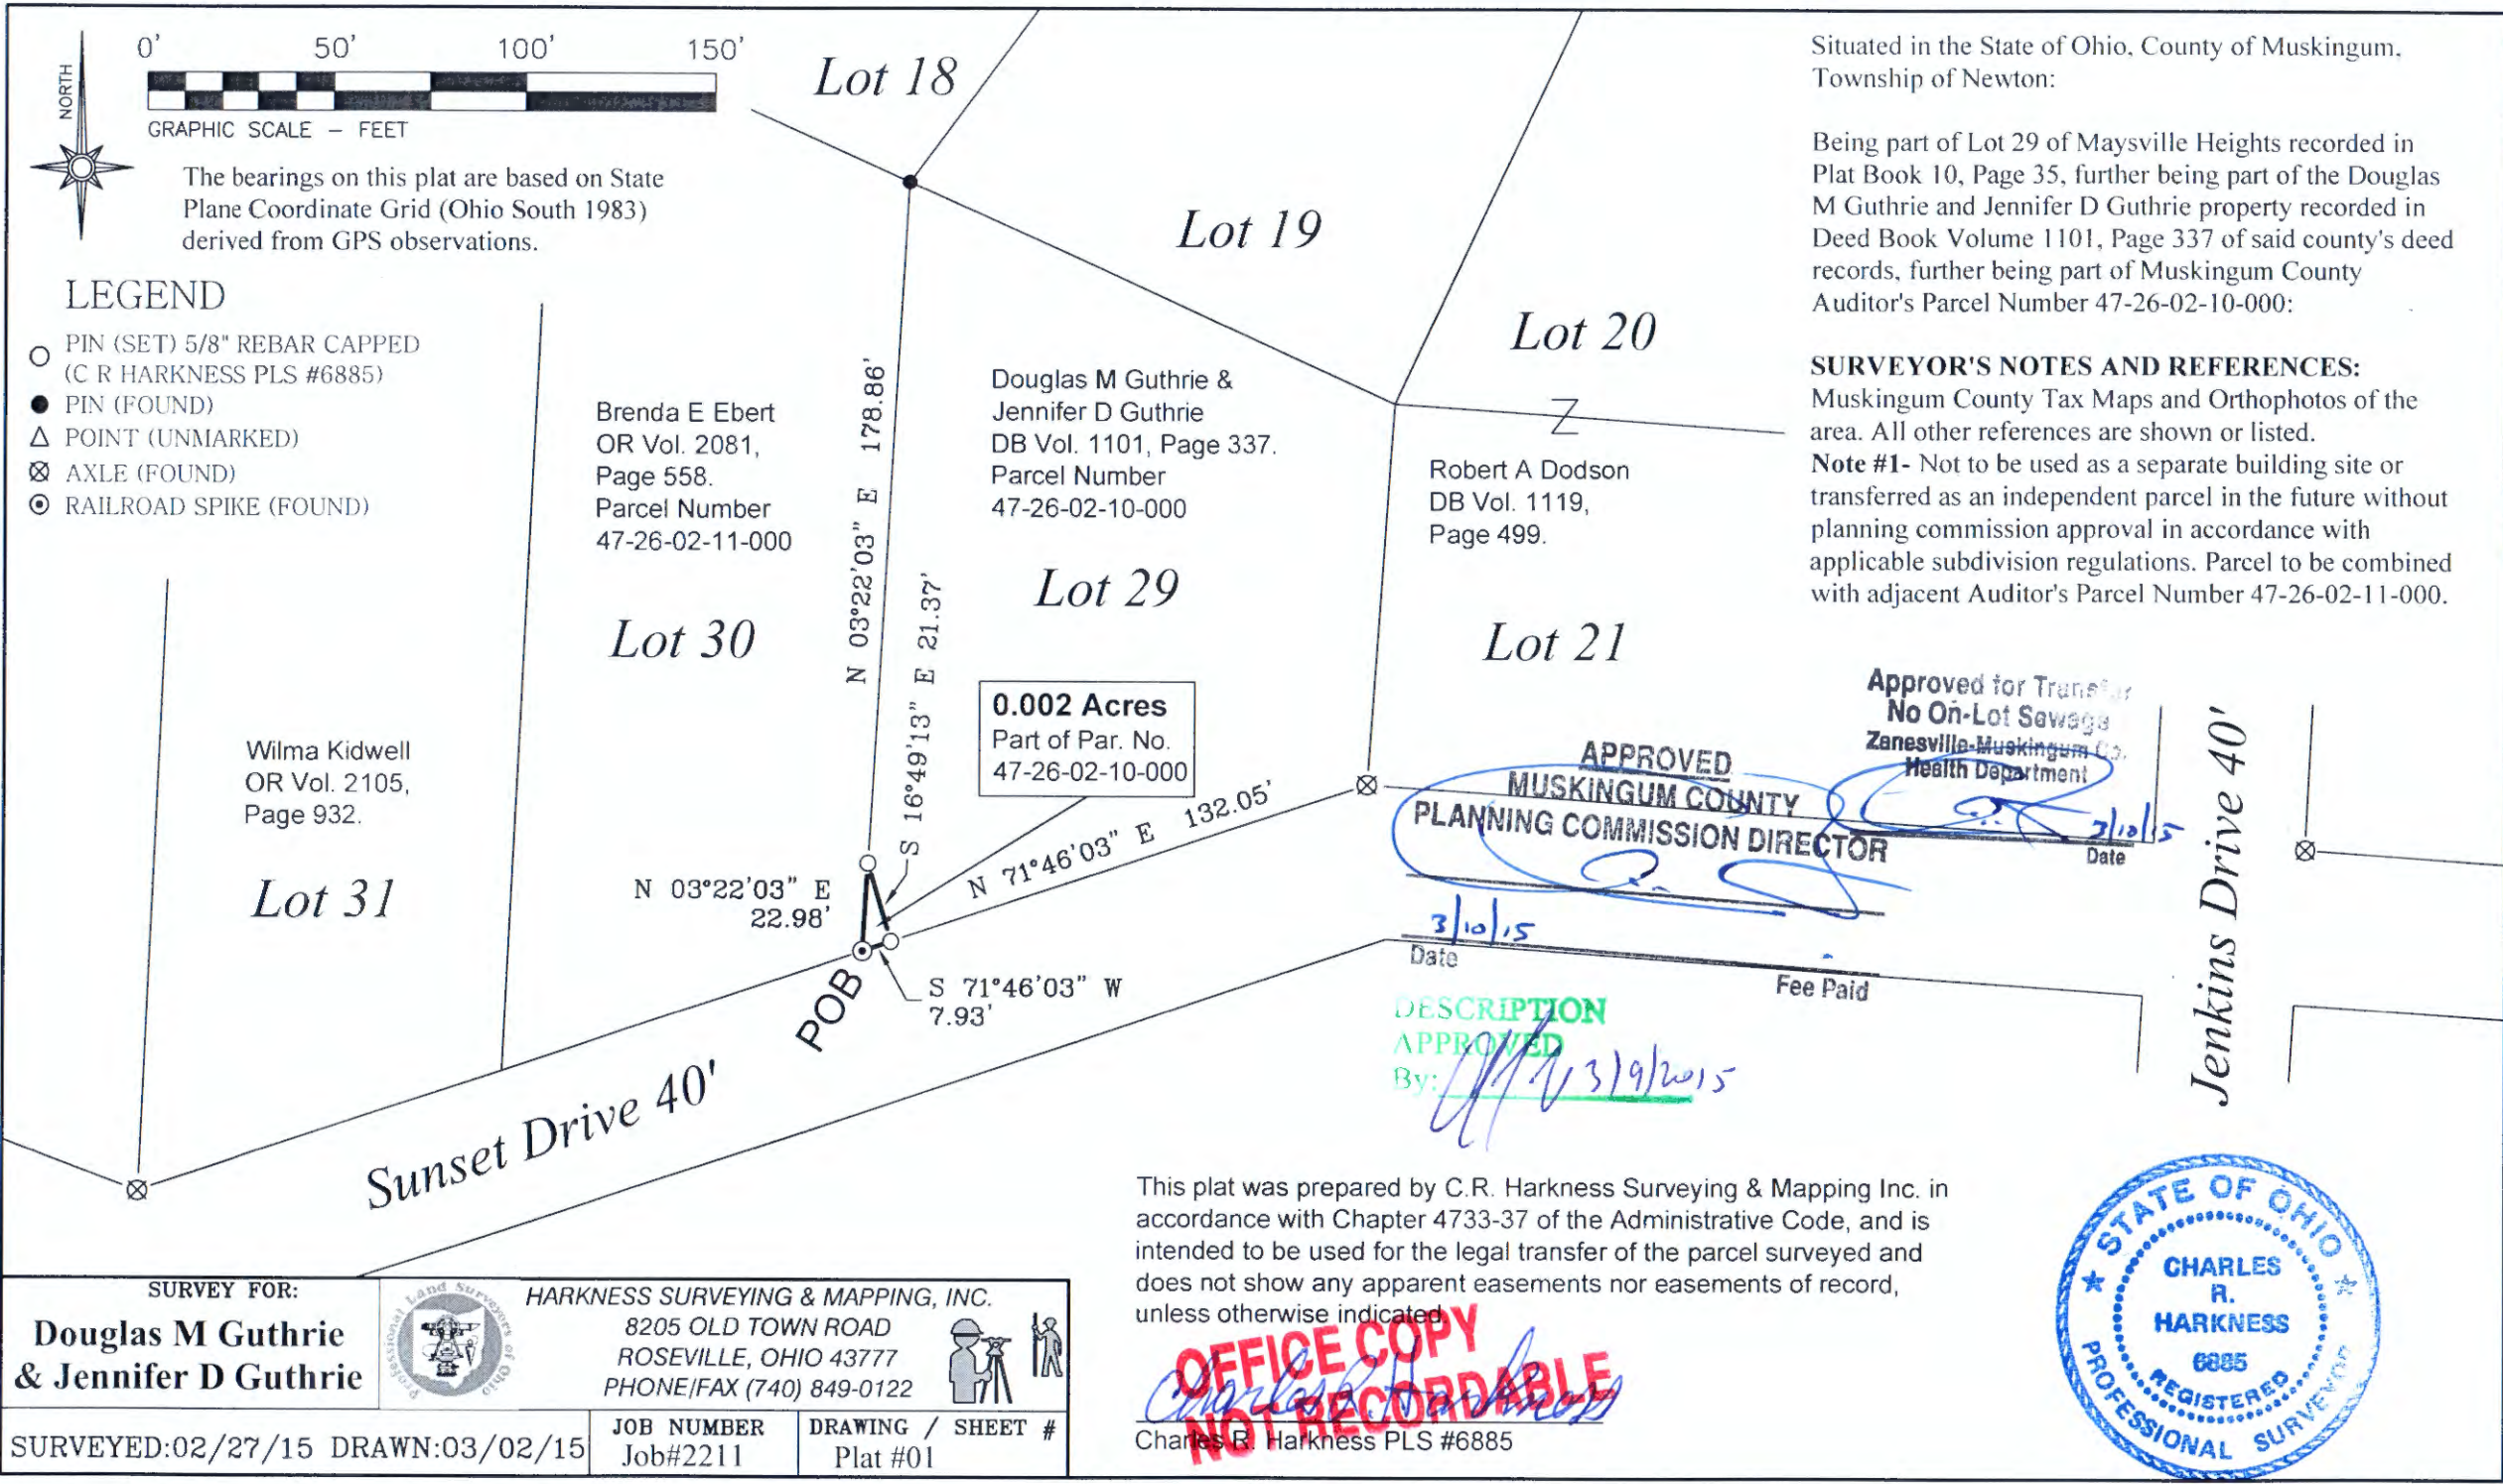 NORTH
0' 50' 100' 150'
GRAPHIC SCALE – FEET
The bearings on this plat are based on State
Plane Coordinate Grid (Ohio South 1983)
derived from GPS observations.
LEGEND
PIN (SET) 5/8" REBAR CAPPED
(C R HARKNESS PLS #6885)
PIN (FOUND)
POINT (UNMARKED)
AXLE (FOUND)
RAILROAD SPIKE (FOUND)
Lot 18
Lot 19
Lot 20
Brenda E Ebert
OR Vol. 2081,
Page 558.
Parcel Number
47-26-02-11-000
Lot 30
N 03°22'03" E 178.86'
Douglas M Guthrie &
Jennifer D Guthrie
DB Vol. 1101, Page 337.
Parcel Number
47-26-02-10-000
Lot 29
S 16°49'13" E 21.37'
0.002 Acres
Part of Par. No.
47-26-02-10-000
Robert A Dodson
DB Vol. 1119,
Page 499.
Lot 21
Wilma Kidwell
OR Vol. 2105,
Page 932.
Lot 31
N 03°22'03" E
22.98'
N 71°46'03" E 132.05'
S 71°46'03" W
7.93'
POB
Sunset Drive 40'
Jenkins Drive 40'
Situated in the State of Ohio, County of Muskingum,
Township of Newton:
Being part of Lot 29 of Maysville Heights recorded in
Plat Book 10, Page 35, further being part of the Douglas
M Guthrie and Jennifer D Guthrie property recorded in
Deed Book Volume 1101, Page 337 of said county's deed
records, further being part of Muskingum County
Auditor's Parcel Number 47-26-02-10-000:
SURVEYOR'S NOTES AND REFERENCES:
Muskingum County Tax Maps and Orthophotos of the
area. All other references are shown or listed.
Note #1- Not to be used as a separate building site or
transferred as an independent parcel in the future without
planning commission approval in accordance with
applicable subdivision regulations. Parcel to be combined
with adjacent Auditor's Parcel Number 47-26-02-11-000.
Approved for Transfer
No On-Lot Sewage
Zanesville-Muskingum Co.
Health Department
3/10/15
Date
APPROVED
MUSKINGUM COUNTY
PLANNING COMMISSION DIRECTOR
3/10/15
Date
Fee Paid
DESCRIPTION
APPROVED
By: 3/9/2015
This plat was prepared by C.R. Harkness Surveying & Mapping Inc. in
accordance with Chapter 4733-37 of the Administrative Code, and is
intended to be used for the legal transfer of the parcel surveyed and
does not show any apparent easements nor easements of record,
unless otherwise indicated.
OFFICE COPY
NOT RECORDABLE
Charles R. Harkness
Charles R. Harkness PLS #6885
STATE OF OHIO
CHARLES
R.
HARKNESS
6885
REGISTERED
PROFESSIONAL SURVEYOR
SURVEY FOR:
Douglas M Guthrie
& Jennifer D Guthrie
Professional Land Surveyors of Ohio
HARKNESS SURVEYING & MAPPING, INC.
8205 OLD TOWN ROAD
ROSEVILLE, OHIO 43777
PHONE/FAX (740) 849-0122
SURVEYED:02/27/15 DRAWN:03/02/15
JOB NUMBER
Job#2211
DRAWING / SHEET #
Plat #01